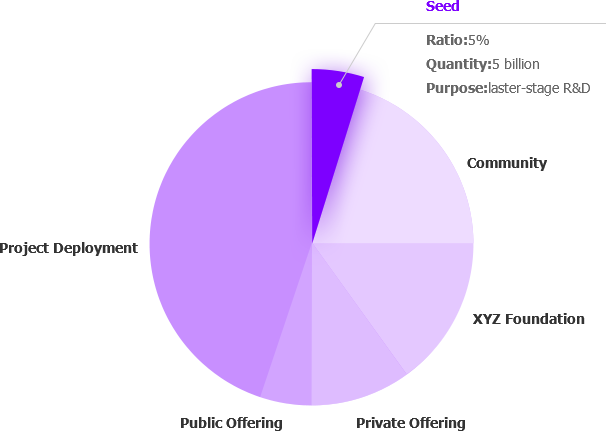 Seed
Ratio:5%
Quantity:5 billion
Purpose:laster-stage R&D
Community
Project Deployment
XYZ Foundation
Public Offering
Private Offering